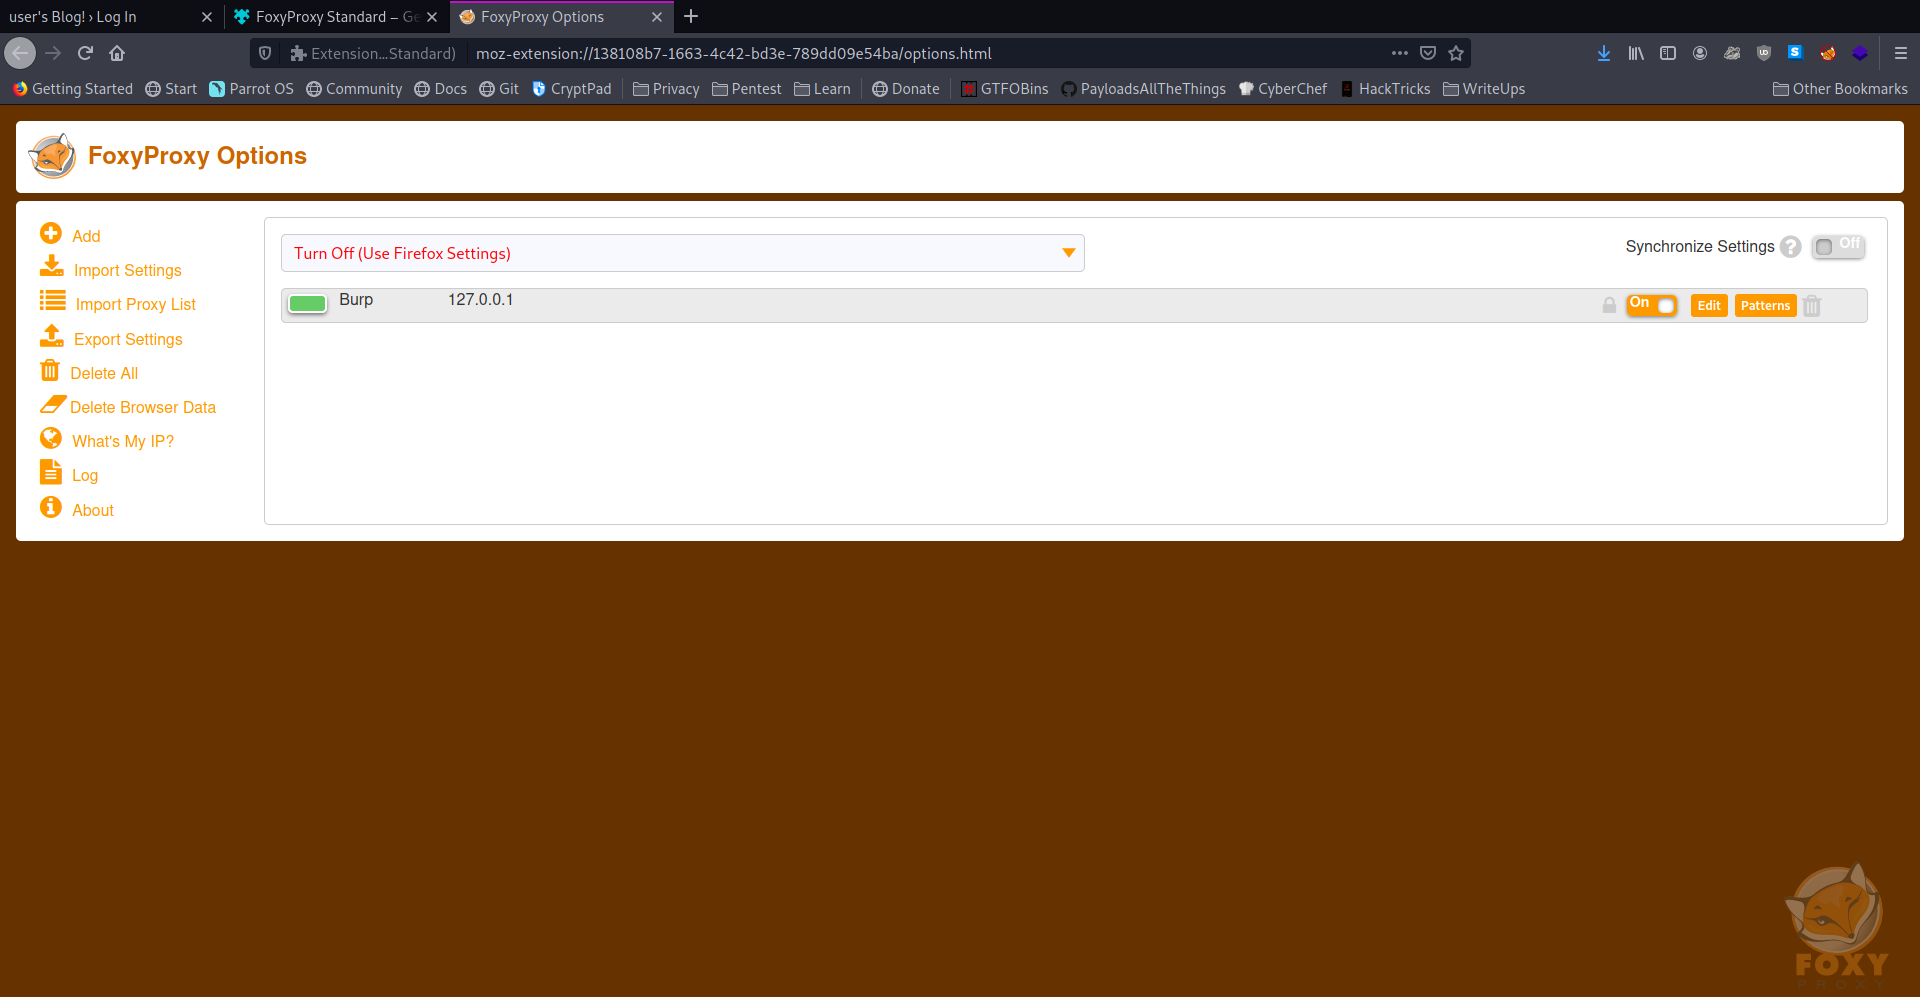 user's Blog! › Log In
FoxyProxy Standard – Ge
FoxyProxy Options
Extension...Standard)
moz-extension://138108b7-1663-4c42-bd3e-789dd09e54ba/options.html
Getting Started Start Parrot OS Community Docs Git CryptPad Privacy Pentest Learn Donate GTFOBins PayloadsAllTheThings CyberChef HackTricks WriteUps Other Bookmarks
FoxyProxy Options
Add
Import Settings
Import Proxy List
Export Settings
Delete All
Delete Browser Data
What's My IP?
Log
About
Turn Off (Use Firefox Settings)
Synchronize Settings ? Off
Burp 127.0.0.1 On Edit Patterns
FOXY
PROXY